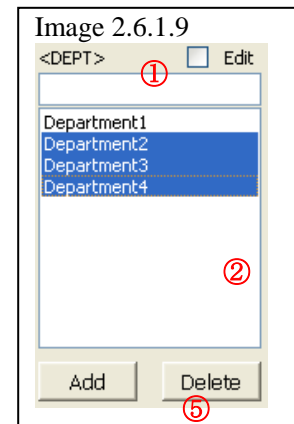 Image 2.6.1.9
<DEPT> Edit
①
Department1
Department2
Department3
Department4
②
Add Delete
⑤